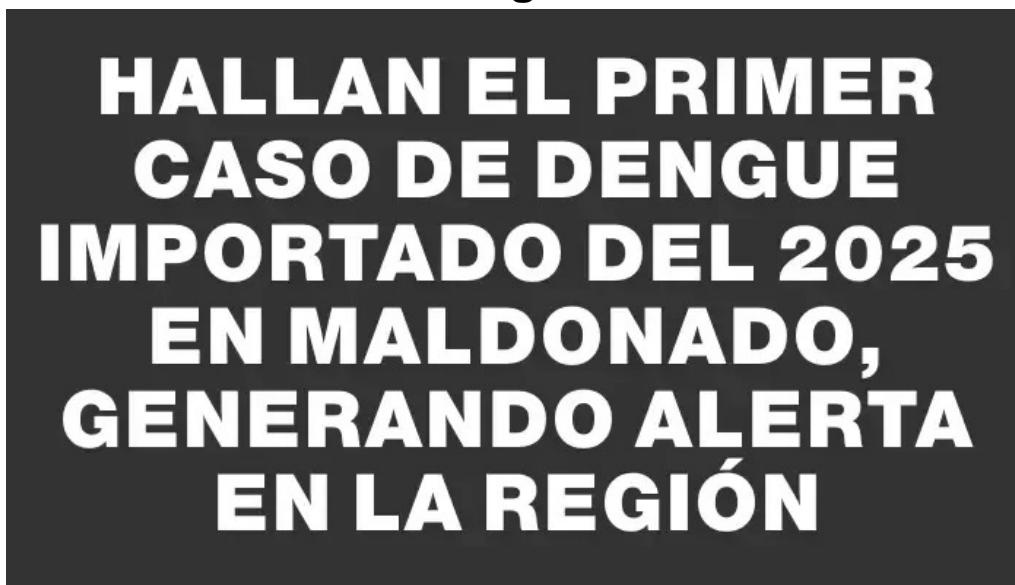 HALLAN EL PRIMER
CASO DE DENGUE
IMPORTADO DEL 2025
EN MALDONADO,
GENERANDO ALERTA
EN LA REGIÓN